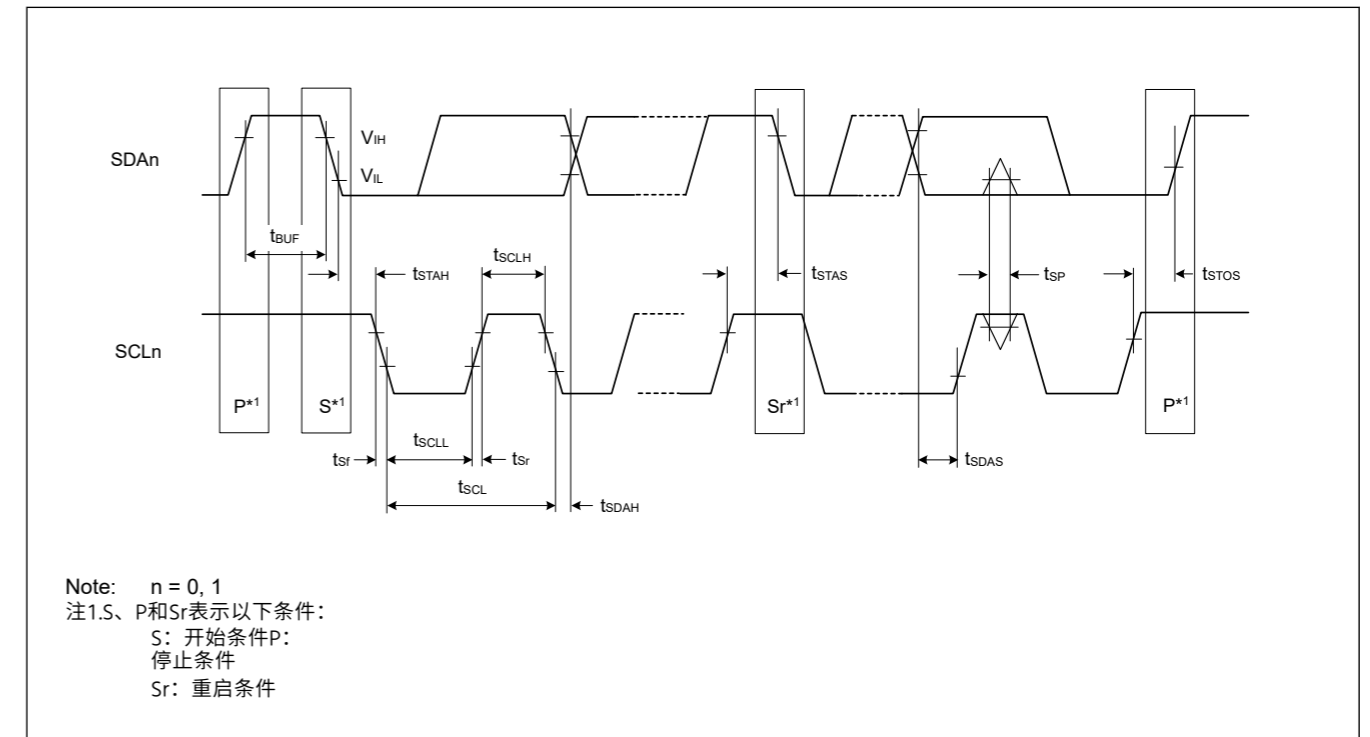 SDAn
VIH
VIL
tBUF
tSTAH
tSCLH
tSTAS
tSP
tSTOS
SCLn
P*1
S*1
Sr*1
P*1
tSf
tSCLL
tSr
tSDAS
tSCL
tSDAH
Note: n = 0, 1
注1.S、P和Sr表示以下条件：
S：开始条件P：
停止条件
Sr：重启条件